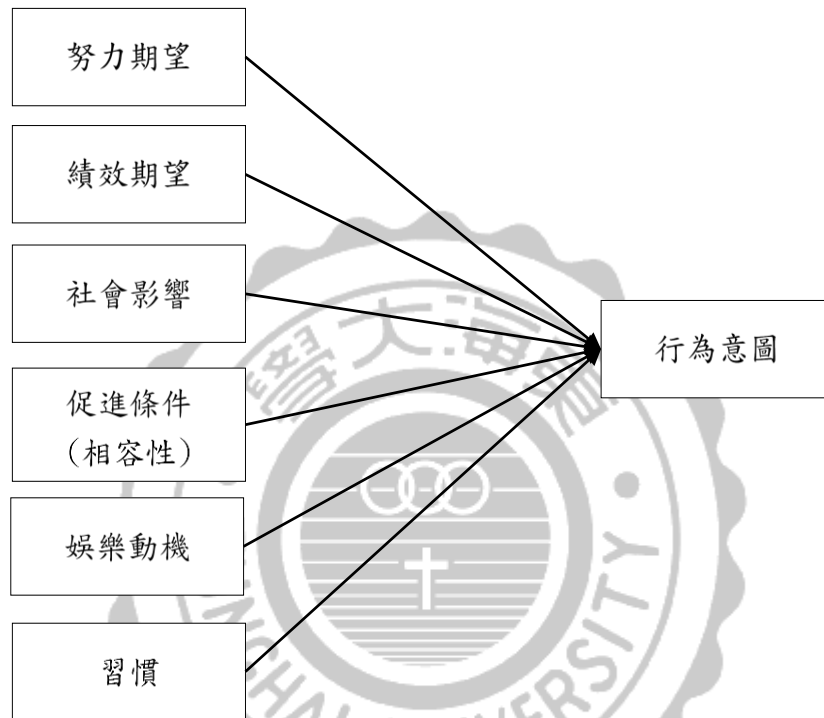 努力期望
績效期望
社會影響
促進條件
（相容性）
娛樂動機
習慣
行為意圖